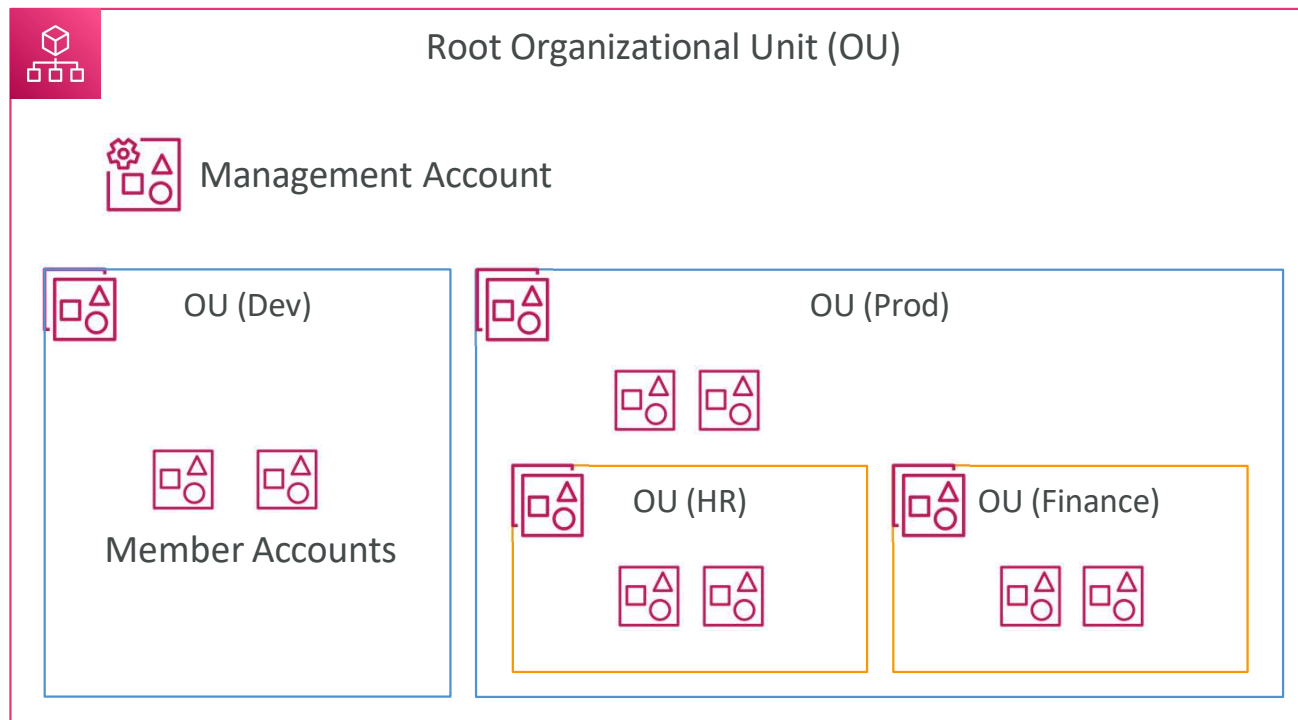 Root Organizational Unit (OU)
Management Account
OU (Dev)
Member Accounts
OU (Prod)
OU (HR)
OU (Finance)